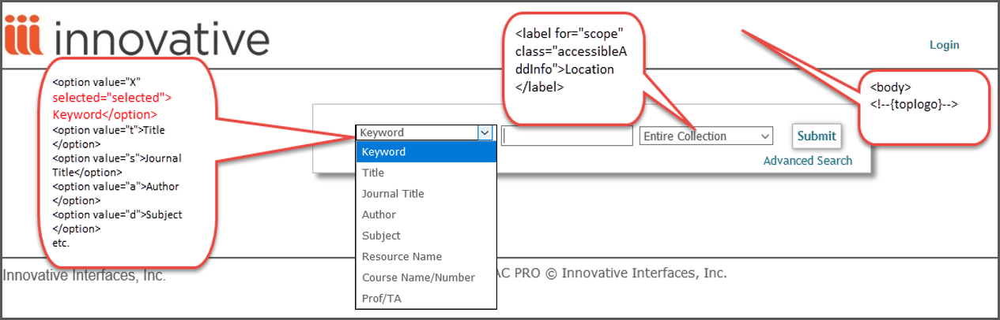 iii innovative
Login
<label for="scope"
class="accessibleA
ddInfo">Location
</label>
<body>
<!--{toplogo}-->
<option value="X"
selected="selected">
Keyword</option>
<option value="t">Title
</option>
<option value="s">Journal
Title</option>
<option value="a">Author
</option>
<option value="d">Subject
</option>
etc.
Keyword
Entire Collection
Submit
Advanced Search
Keyword
Title
Journal Title
Author
Subject
Resource Name
Course Name/Number
Prof/TA
Innovative Interfaces, Inc.
AC PRO © Innovative Interfaces, Inc.